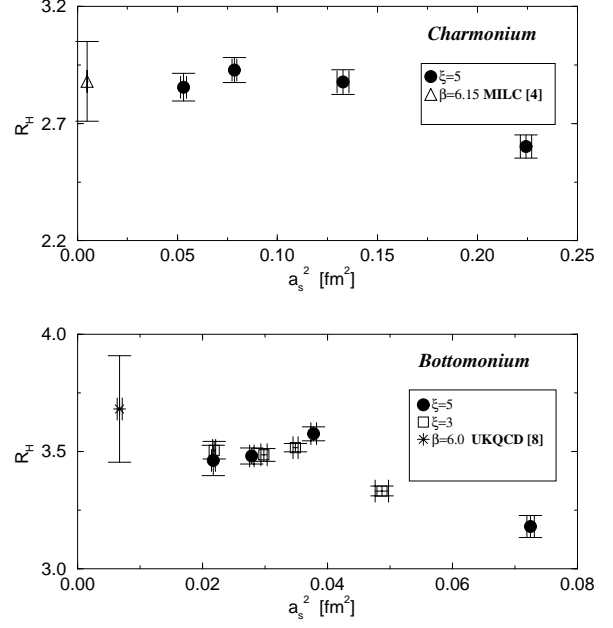 3.2
Charmonium
ξ=5
β=6.15 MILC [4]
2.7
R_H
2.2
0.00 0.05 0.10 0.15 0.20 0.25
a_s^2 [fm^2]
4.0
Bottomonium
ξ=5
ξ=3
β=6.0 UKQCD [8]
3.5
R_H
3.0
0.00 0.02 0.04 0.06 0.08
a_s^2 [fm^2]